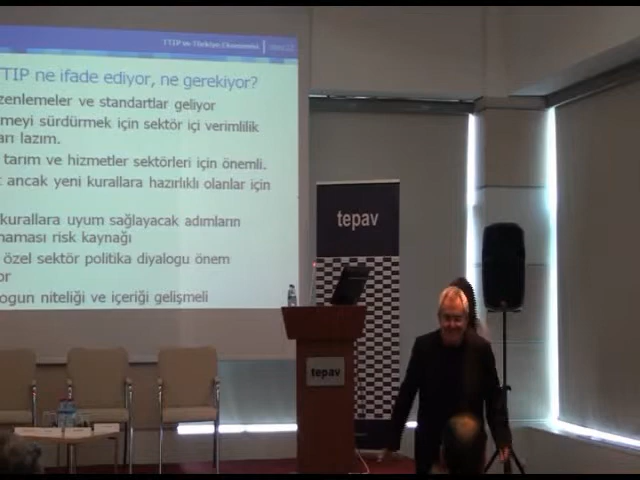 TTIP ve Türkiye Ekonomisi
TIP ne ifade ediyor, ne gerekiyor?
zenlemeler ve standartlar geliyor
meyi sürdürmek için sektör içi verimlilik
arı lazım.
tarım ve hizmetler sektörleri için önemli.
ancak yeni kurallara hazırlıklı olanlar için
kurallara uyum sağlayacak adımların
maması risk kaynağı
özel sektör politika diyalogu önem
or
ogun niteliği ve içeriği gelişmeli
tepav
tepav